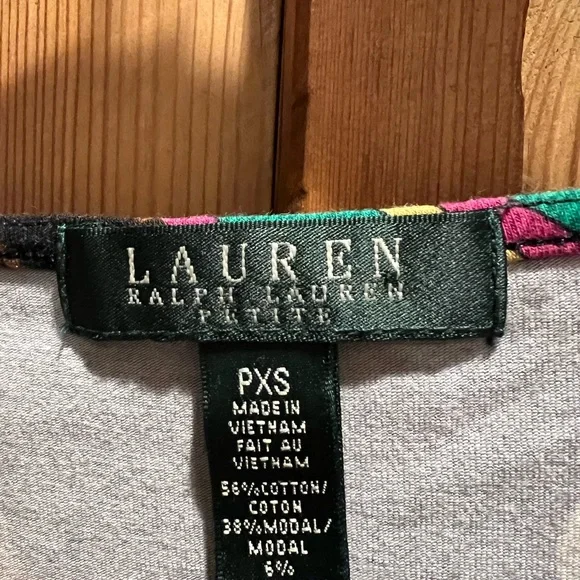 LAUREN
RALPH LAUREN
PETITE
PXS
MADE IN
VIETNAM
FAIT AU
VIETNAM
56%COTTON/
COTON
38%MODAL/
MODAL
6%